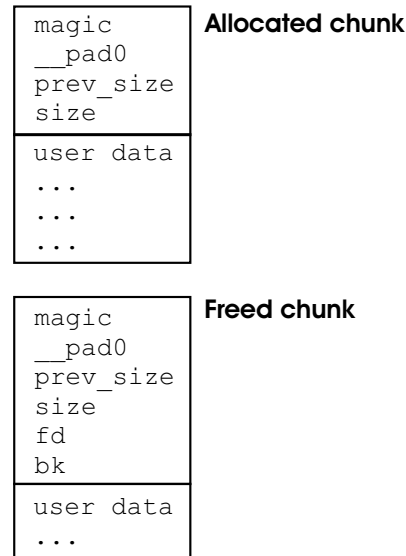 Allocated chunk
magic
__pad0
prev_size
size
user data
...
...
...
Freed chunk
magic
__pad0
prev_size
size
fd
bk
user data
...